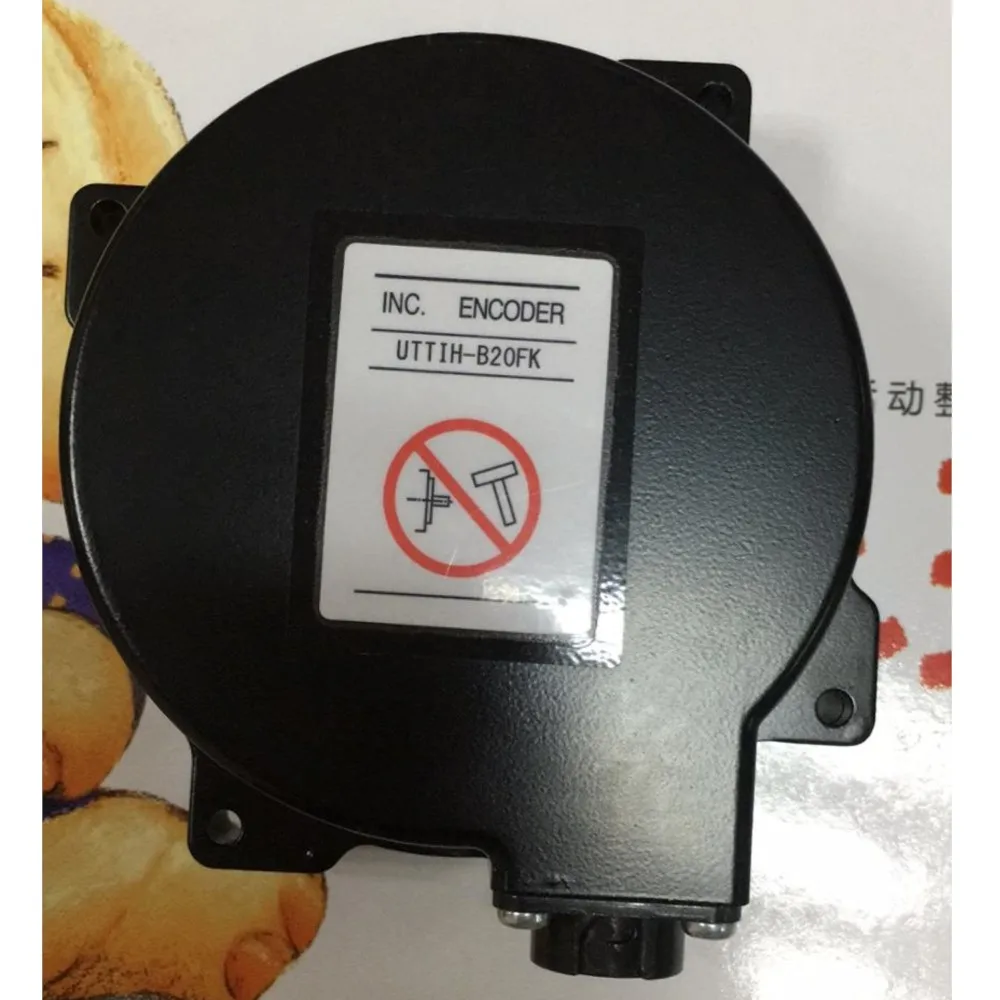 INC. ENCODER
UTTIH-B20FK
动整